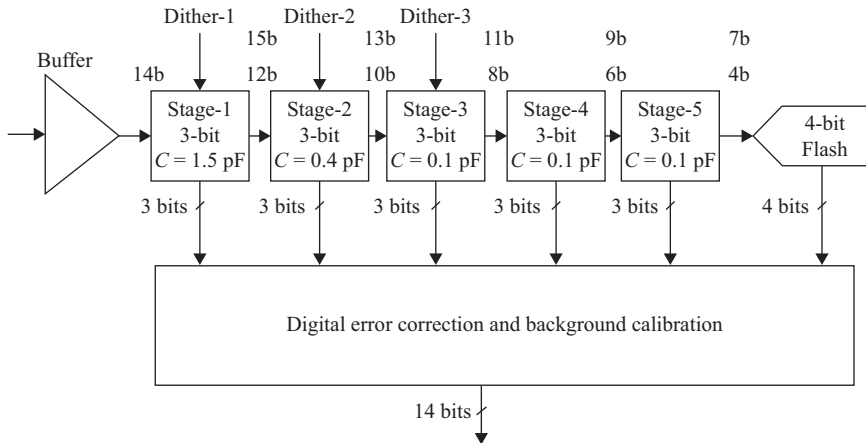 Dither-1
Dither-2
Dither-3
15b
13b
11b
9b
7b
Buffer
14b
12b
10b
8b
6b
4b
Stage-1
3-bit
C = 1.5 pF
Stage-2
3-bit
C = 0.4 pF
Stage-3
3-bit
C = 0.1 pF
Stage-4
3-bit
C = 0.1 pF
Stage-5
3-bit
C = 0.1 pF
4-bit
Flash
3 bits
3 bits
3 bits
3 bits
3 bits
4 bits
Digital error correction and background calibration
14 bits